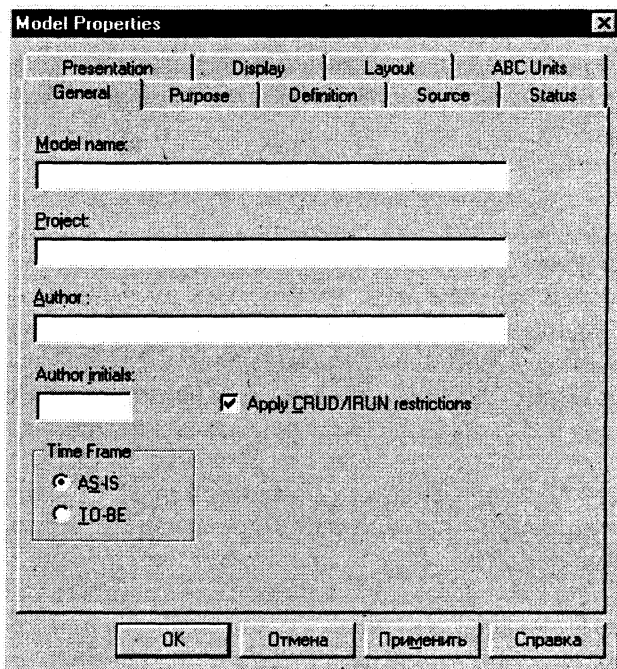 Model Properties
Presentation Display Layout ABC Units
General Purpose Definition Source Status
Model name:
Project:
Author :
Author initials:
Apply CRUD/IRUN restrictions
Time Frame
AS-IS
TO-BE
OK Отмена Применить Справка